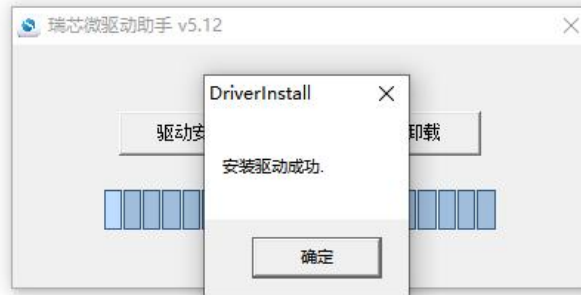 瑞芯微驱动助手 v5.12
DriverInstall
驱动安
卸载
安装驱动成功.
确定